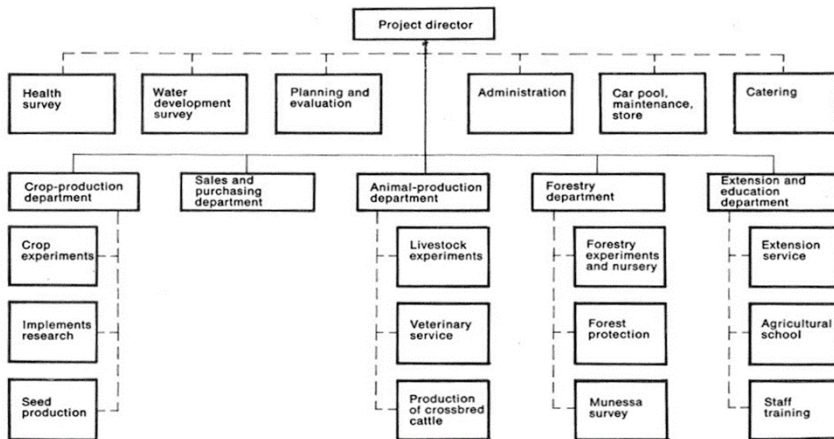 Project director
Health
survey
Water
development
survey
Planning and
evaluation
Administration
Car pool,
maintenance,
store
Catering
Crop-production
department
Sales and
purchasing
department
Animal-production
department
Forestry
department
Extension and
education
department
Crop
experiments
Implements
research
Seed
production
Livestock
experiments
Veterinary
service
Production
of crossbred
cattle
Forestry
experiments
and nursery
Forest
protection
Munessa
survey
Extension
service
Agricultural
school
Staff
training